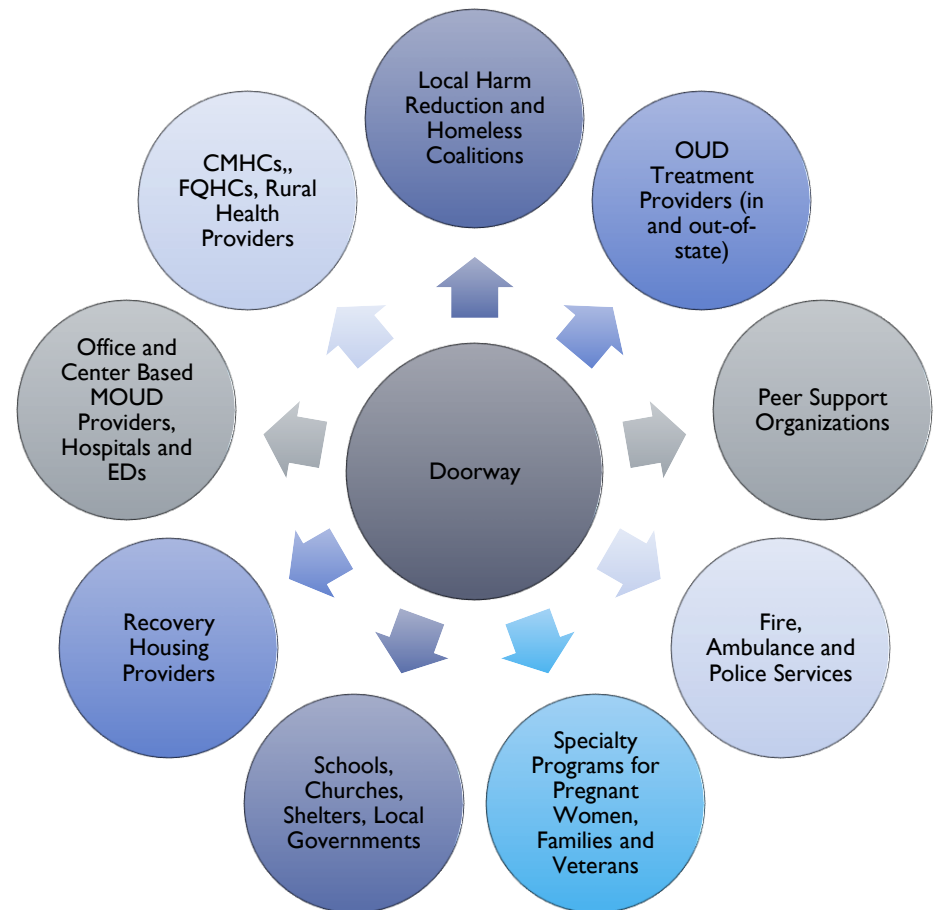 Local Harm
Reduction and
Homeless
Coalitions
OUD
Treatment
Providers (in
and out-of-
state)
Peer Support
Organizations
Fire,
Ambulance and
Police Services
Specialty
Programs for
Pregnant
Women,
Families and
Veterans
Schools,
Churches,
Shelters, Local
Governments
Recovery
Housing
Providers
Office and
Center Based
MOUD
Providers,
Hospitals and
EDs
CMHCs,,
FQHCs, Rural
Health
Providers
Doorway